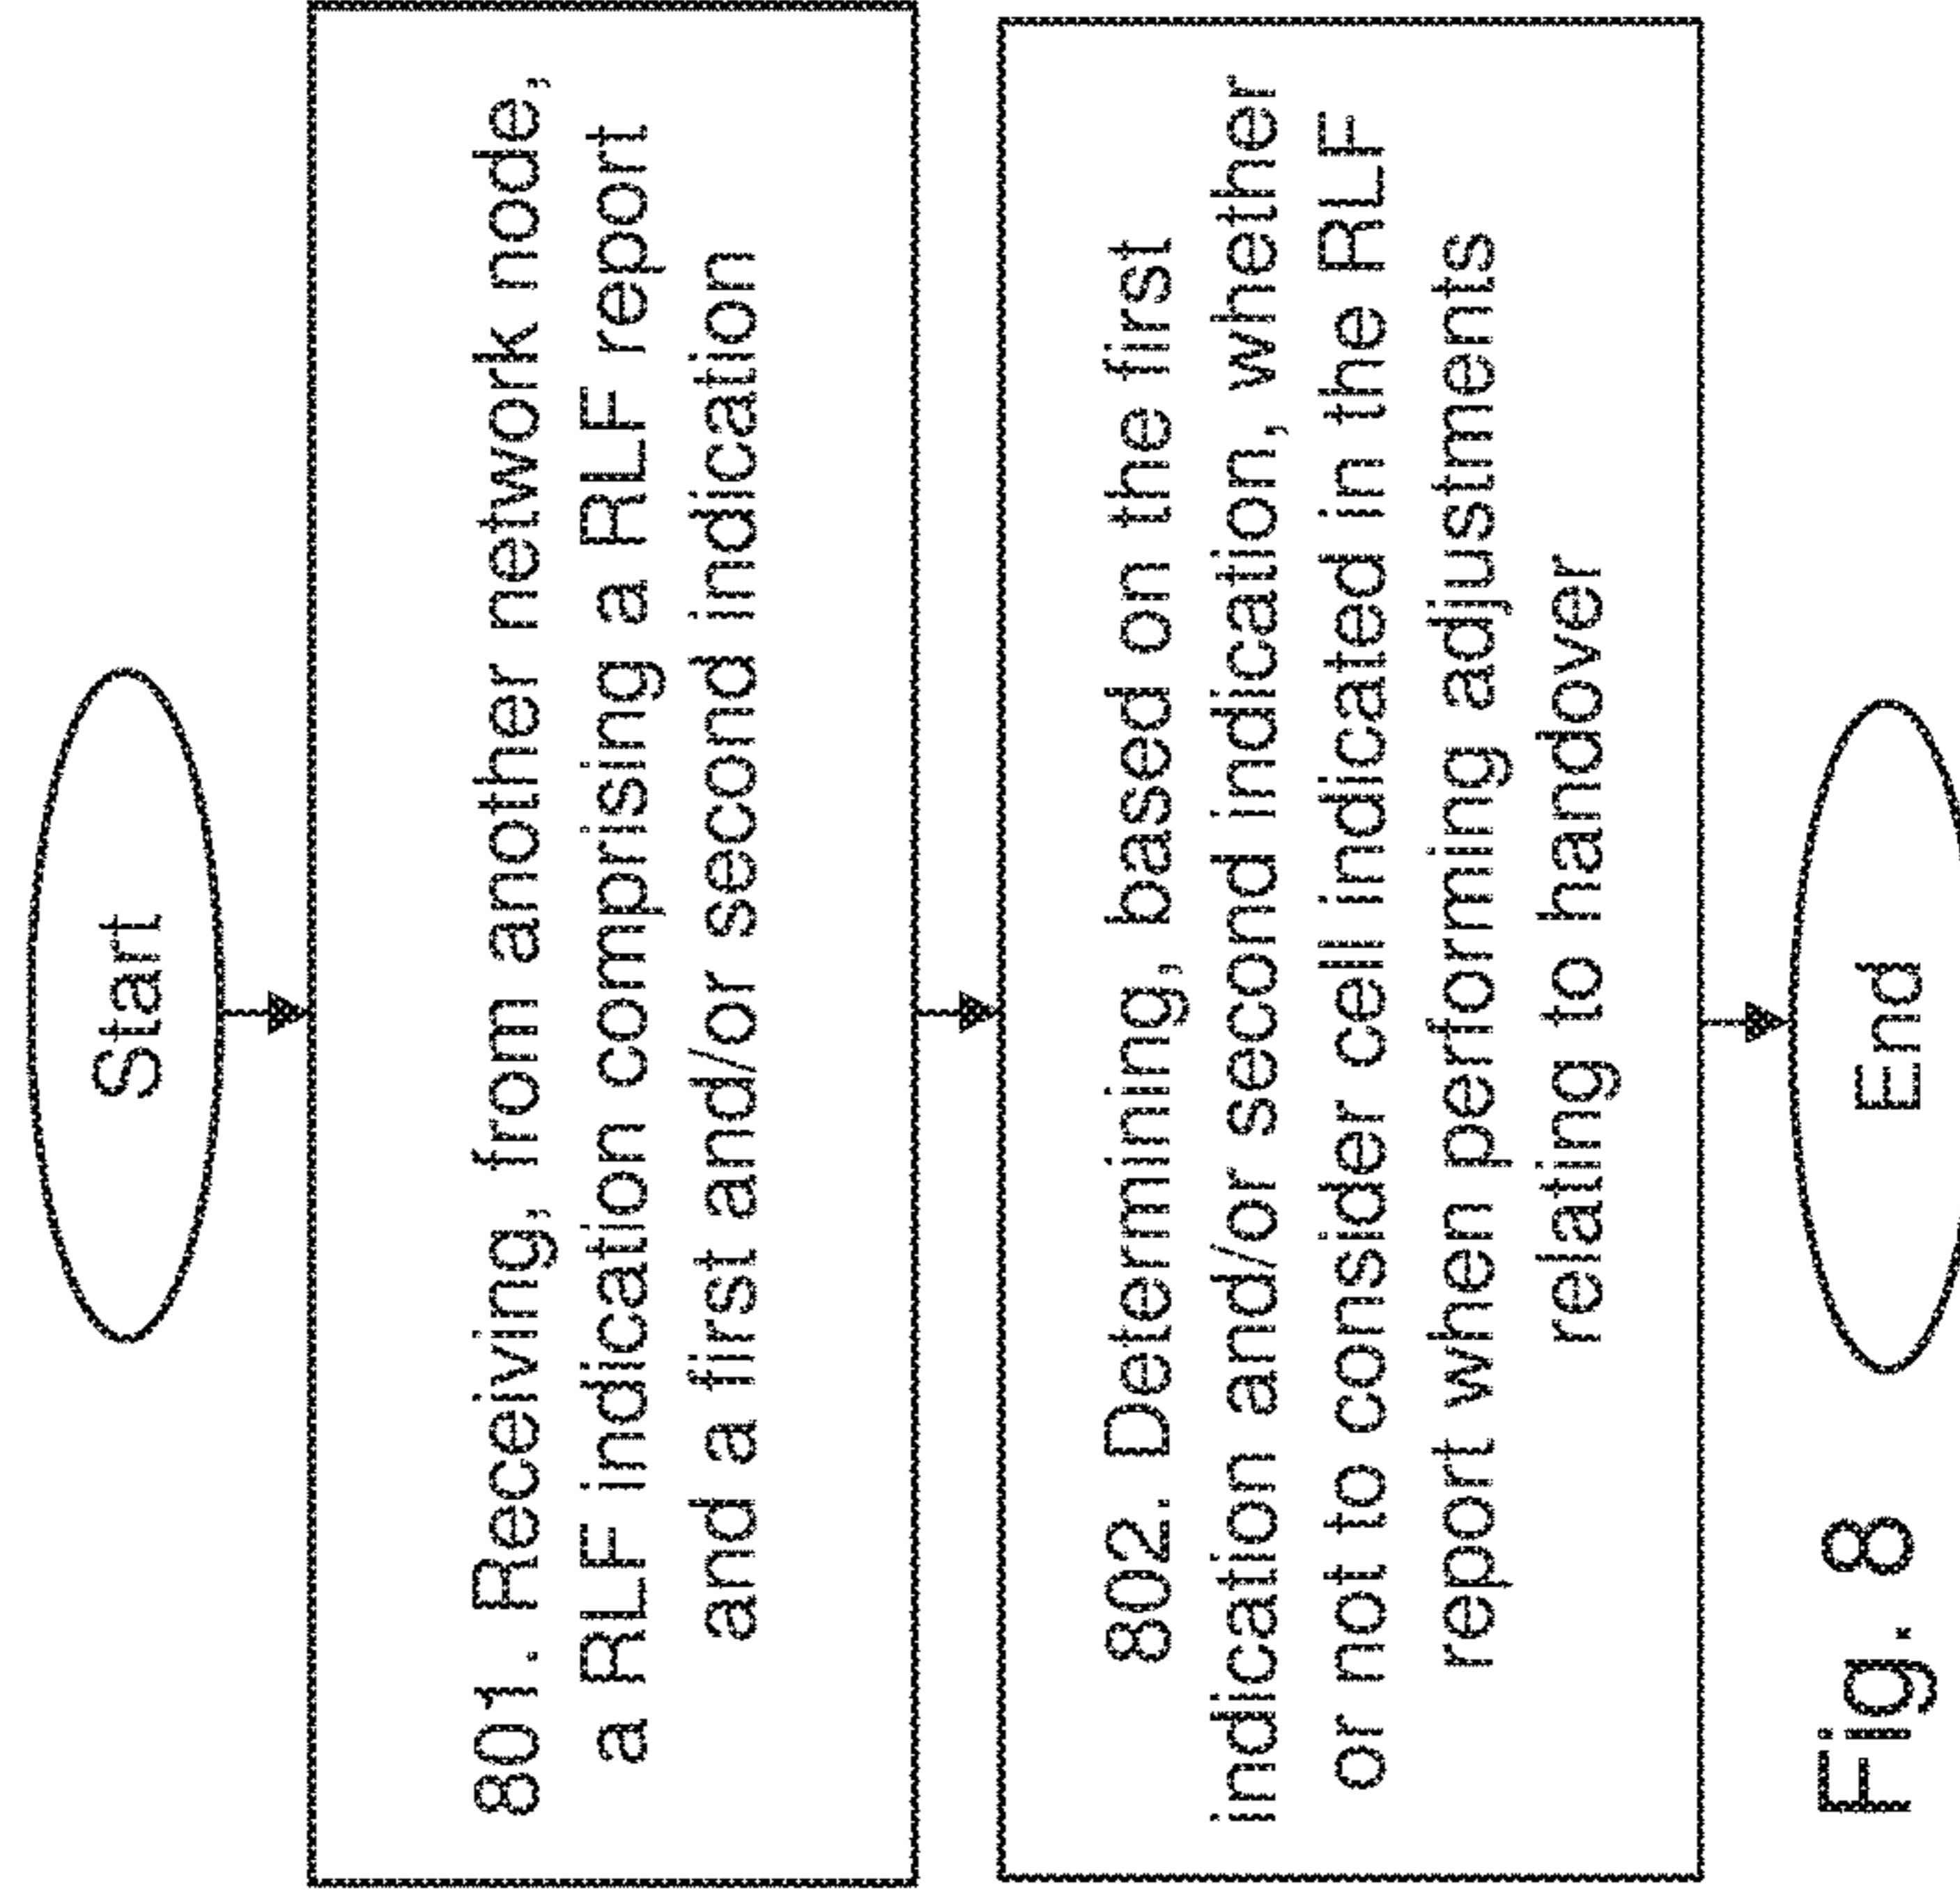 Start
801. Receiving, from another network node,
a RLF indication comprising a RLF report
and a first and/or second indication
802. Determining, based on the first
indication and/or second indication, whether
or not to consider cell indicated in the RLF
report when performing adjustments
relating to handover
End
Fig. 8